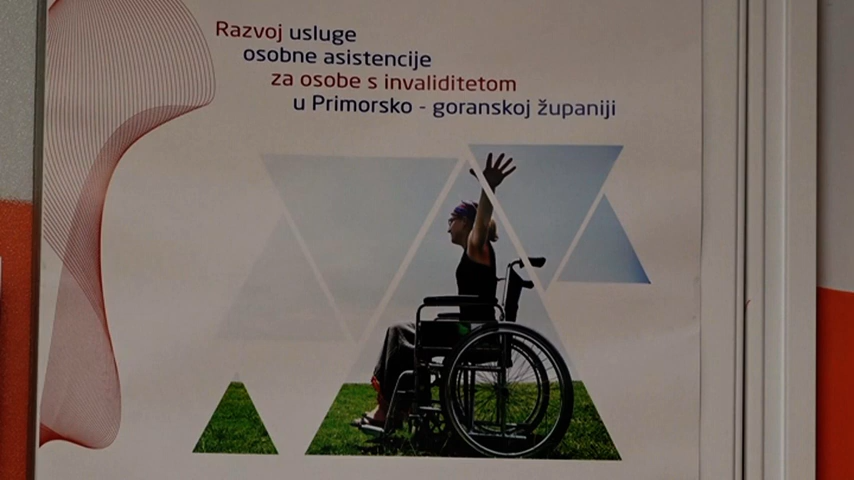 Razvoj usluge
osobne asistencije
za osobe s invaliditetom
u Primorsko - goranskoj županiji